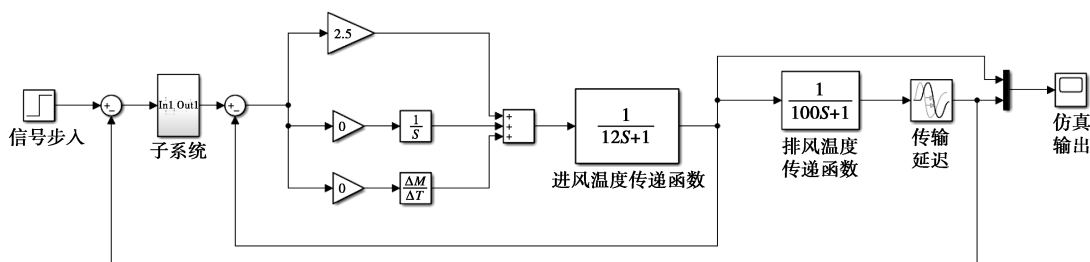 信号步入
+
−
In1 Out1
子系统
+
−
2.5
0
1
S
0
ΔM
ΔT
+
+
+
1
12S+1
进风温度传递函数
1
100S+1
排风温度
传递函数
传输
延迟
仿真
输出